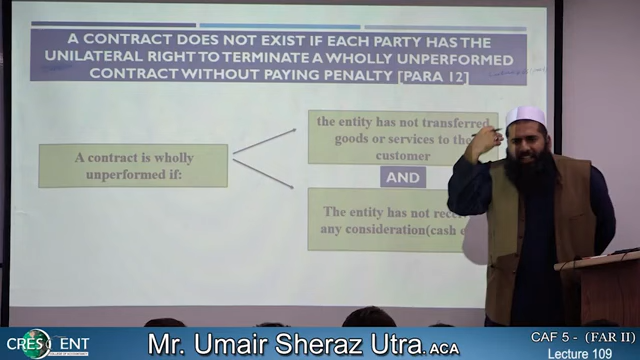 A CONTRACT DOES NOT EXIST IF EACH PARTY HAS THE
UNILATERAL RIGHT TO TERMINATE A WHOLLY UNPERFORMED
CONTRACT WITHOUT PAYING PENALTY [PARA 12]
A contract is wholly
unperformed if:
the entity has not transferred
goods or services to the
customer
AND
The entity has not
any consideration(cash
CRESCENT
COLLEGE OF ACCOUNTANCY
Mr. Umair Sheraz Utra. ACA
CAF 5 - (FAR II)
Lecture 109